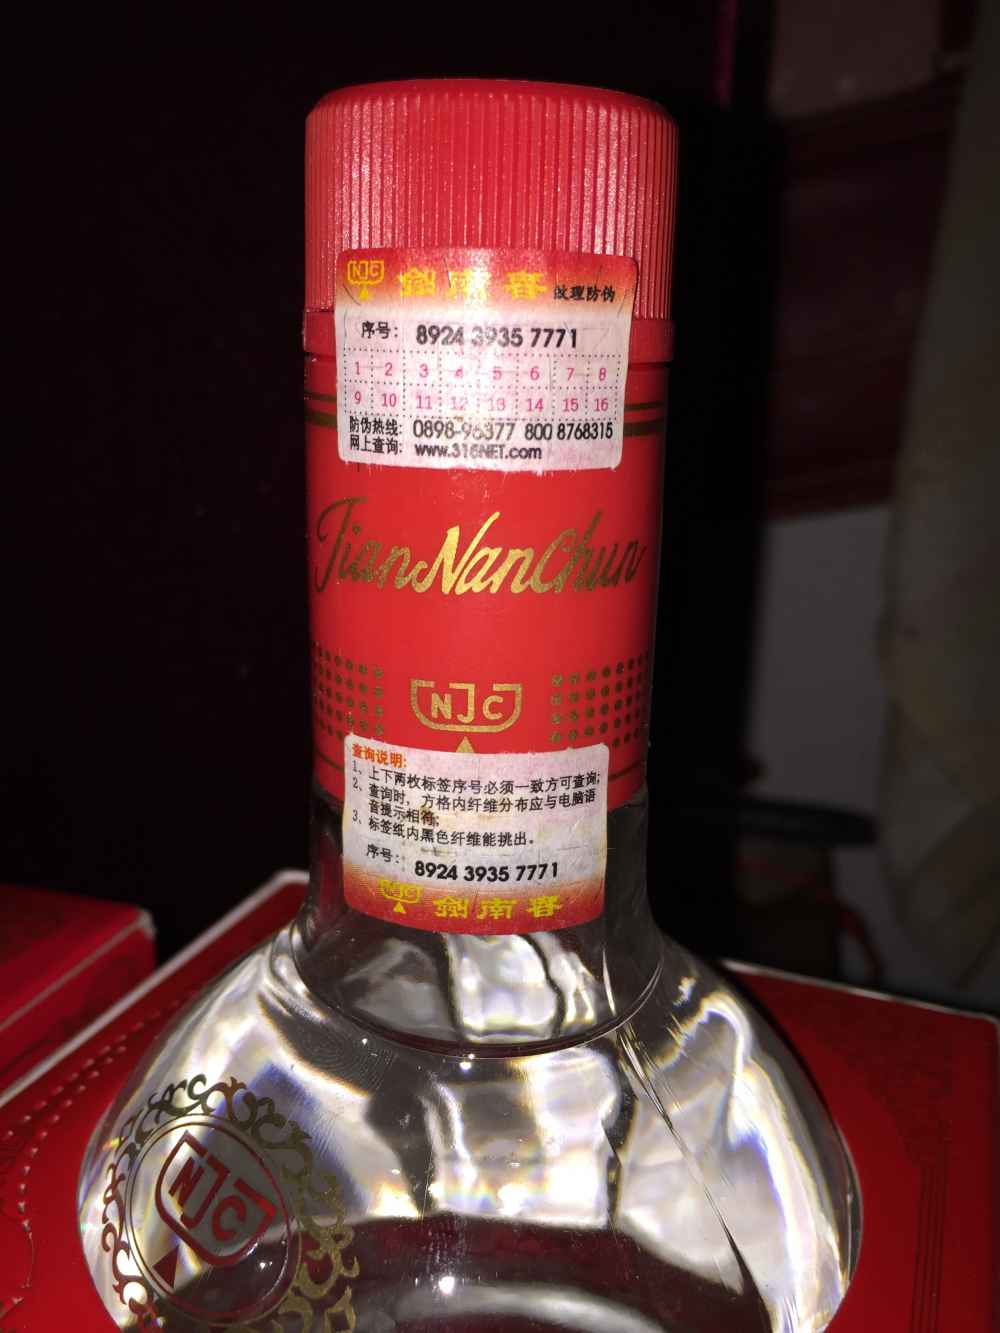 NJC 剑南春 纹理防伪
序号: 8924 3935 7771
1 2 3 4 5 6 7 8
9 10 11 12 13 14 15 16
防伪热线: 0898-96377 800 8768315
网上查询: www.315NET.com
JianNanChun
NJC
查询说明:
1、上下两枚标签序号必须一致方可查询;
2、查询时, 方格内纤维分布应与电脑语
音提示相符;
3、标签纸内黑色纤维能挑出。
序号: 8924 3935 7771
NJC 剑南春
NJC